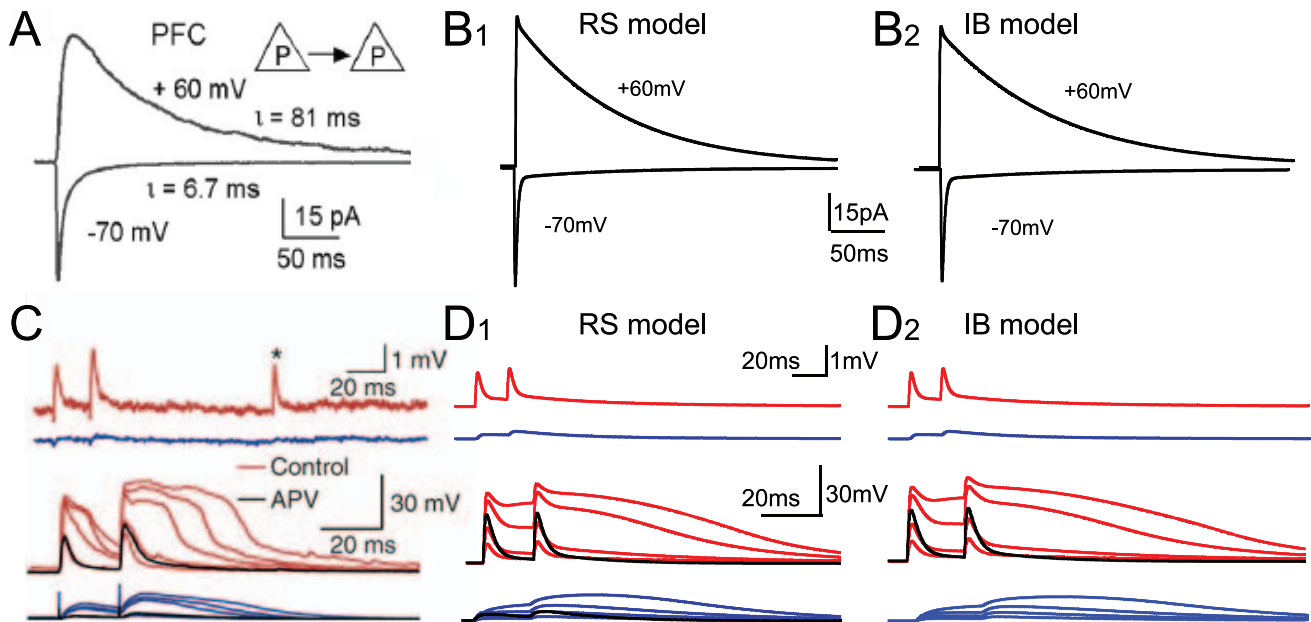 A
PFC
P
P
+ 60 mV
ι = 81 ms
ι = 6.7 ms
-70 mV
15 pA
50 ms
B1
RS model
+60mV
-70mV
15pA
50ms
B2
IB model
+60mV
-70mV
C
*
1 mV
20 ms
Control
APV
30 mV
20 ms
D1
RS model
20ms
1mV
20ms
30mV
D2
IB model